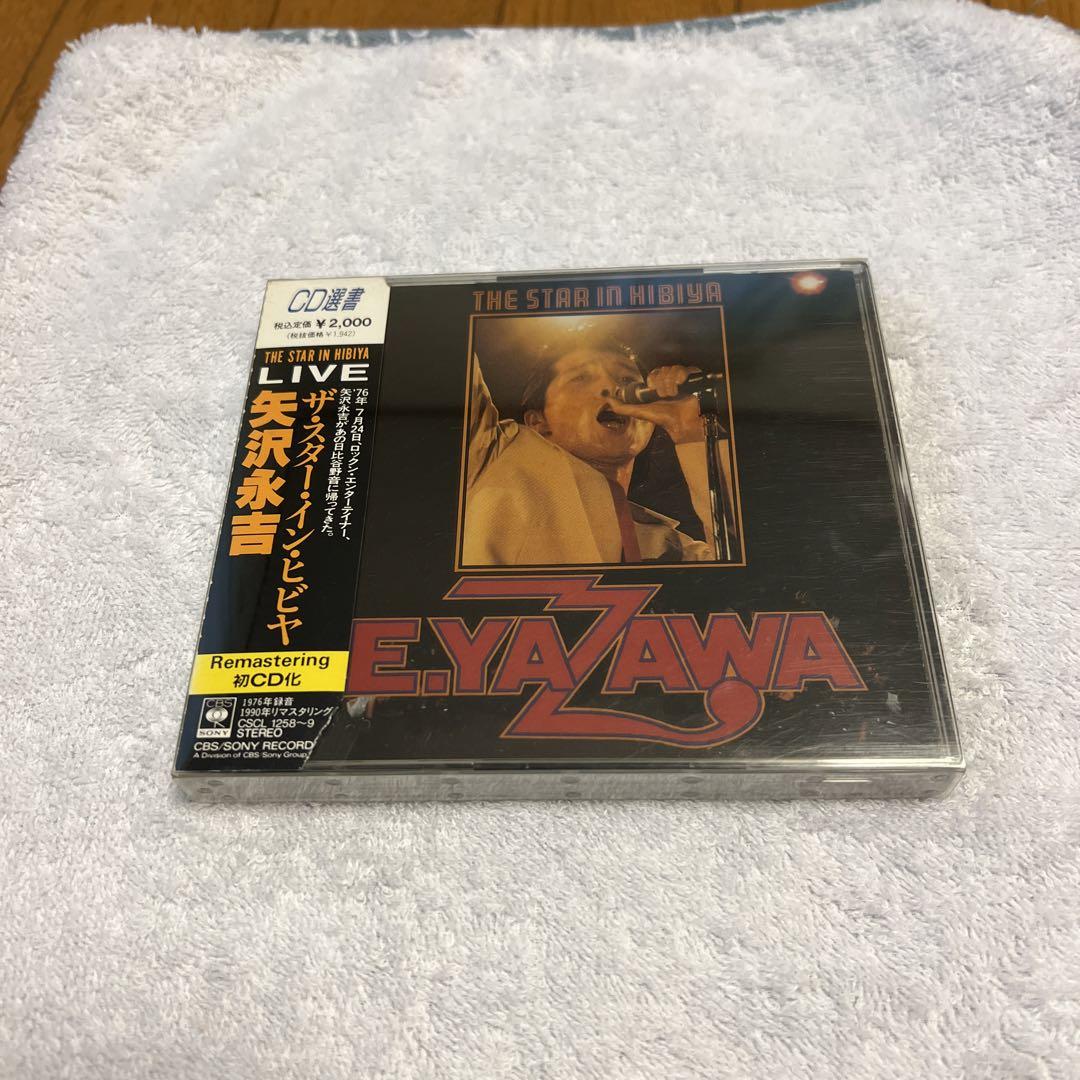 CD選書
税込定価 ¥2,000
(税抜価格¥1,942)
THE STAR IN HIBIYA
LIVE
'76年7月24日、ロックン・エンターテイナー、
矢沢永吉があの日比谷野音に帰ってきた。
ザ・スター・イン・ヒビヤ
矢沢永吉
Remastering
初CD化
CBS
SONY
1976年録音
1990年リマスタリング
CSCL 1258~9
STEREO
CBS/SONY RECORD
A Division of CBS/Sony Group
THE STAR IN HIBIYA
E.YAZAWA